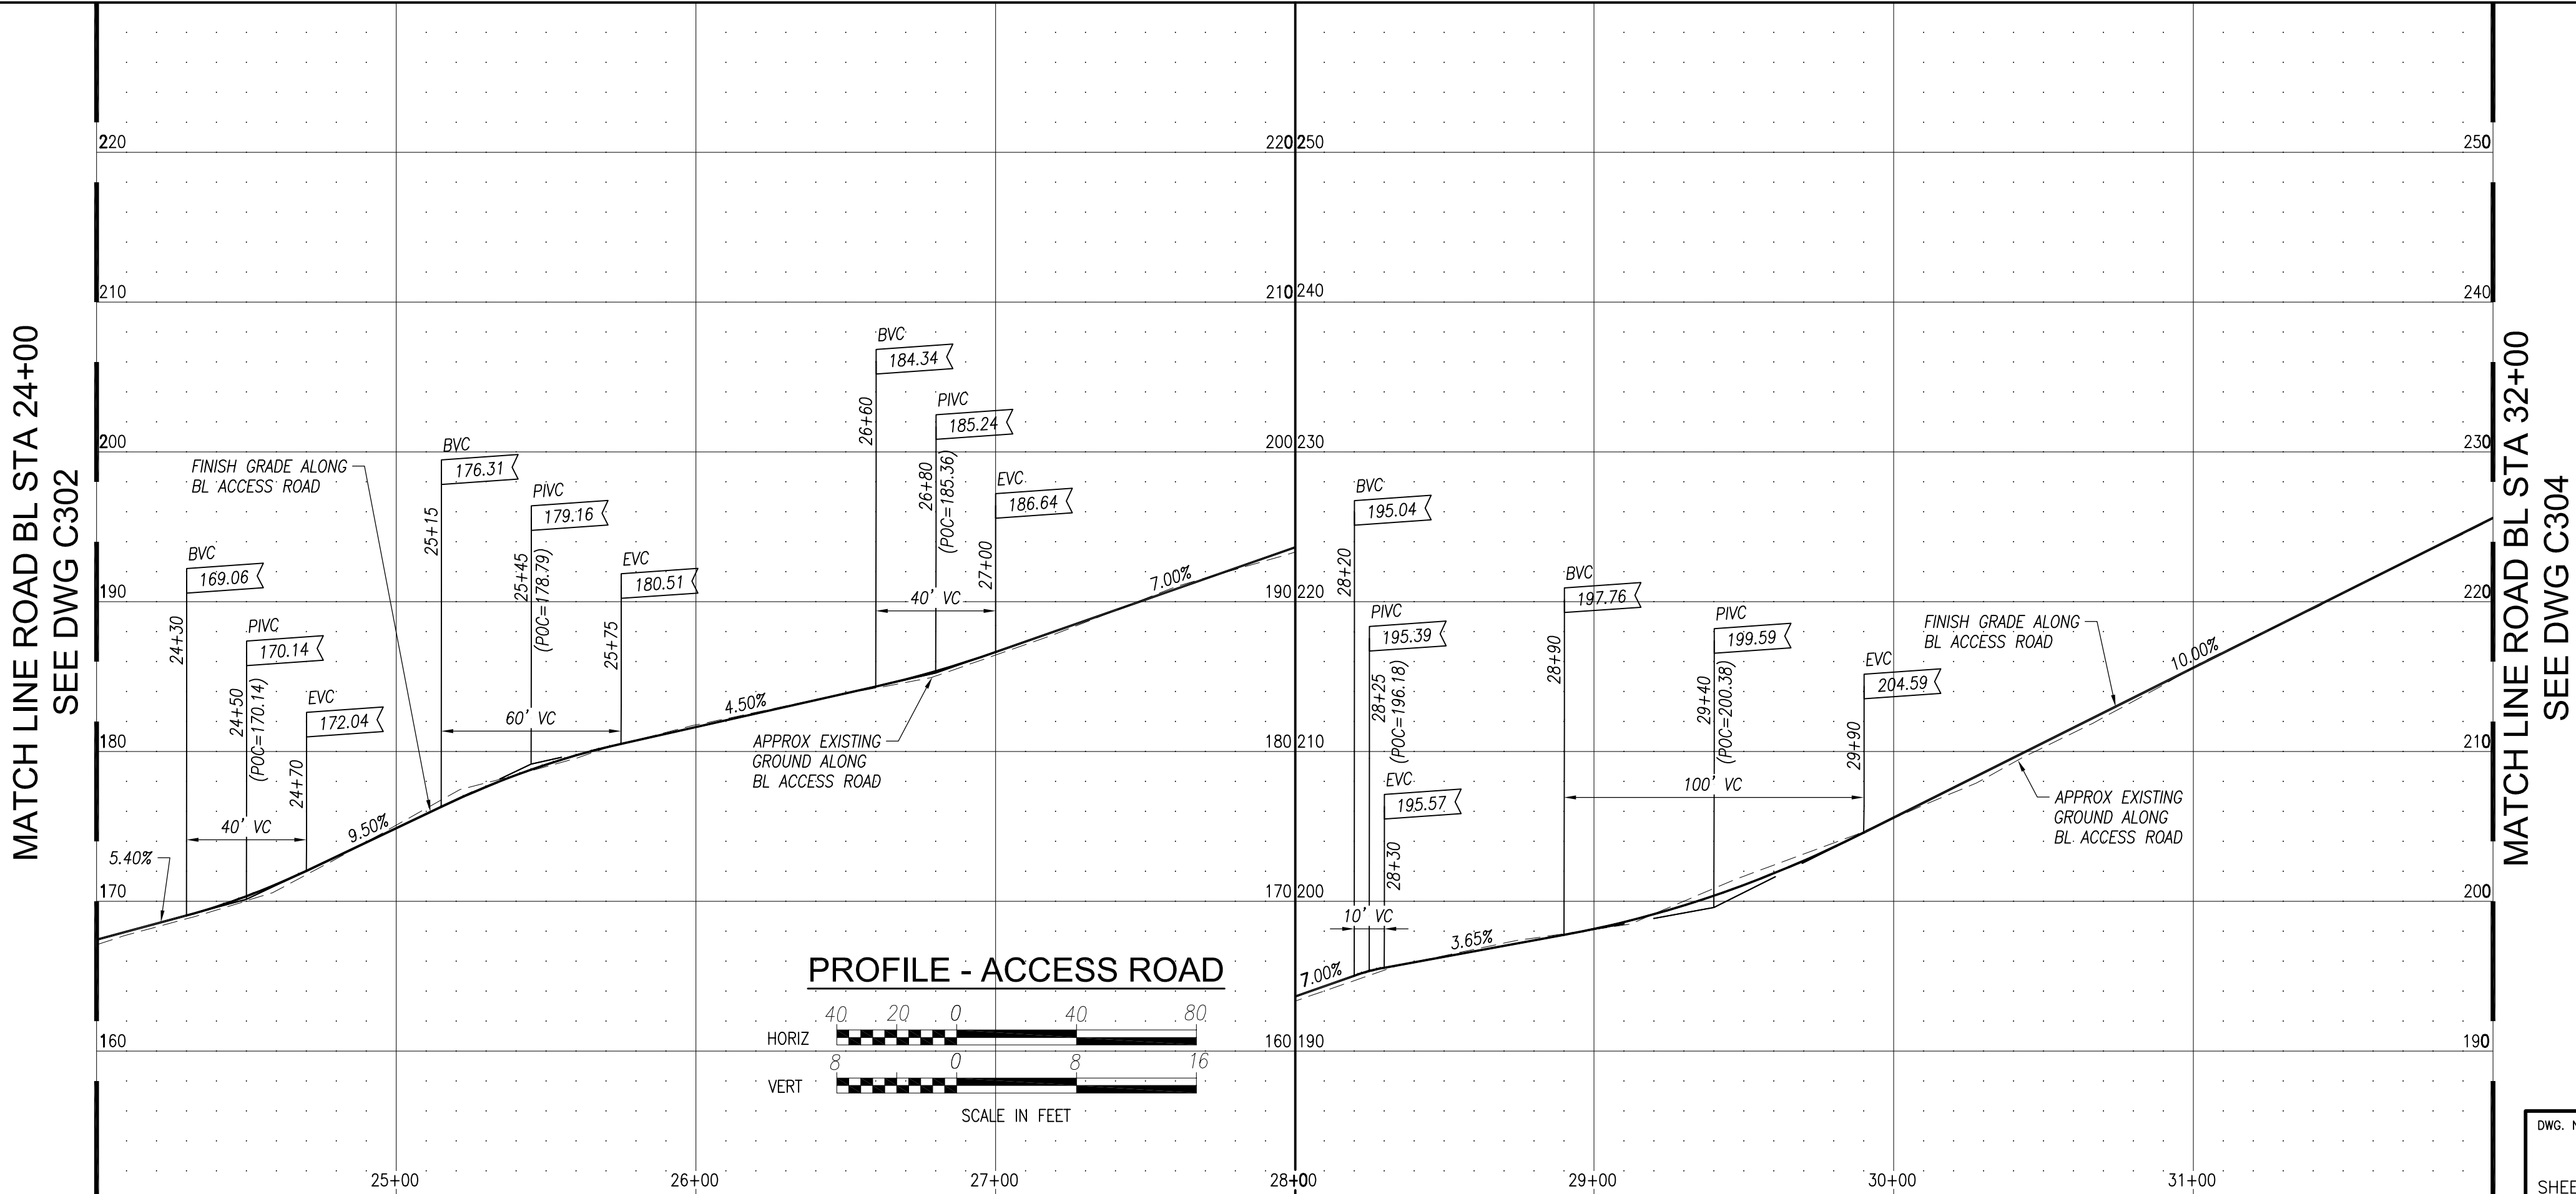 MATCH LINE ROAD BL STA 24+00
SEE DWG C302
220
210
200
190
180
170
160
FINISH GRADE ALONG
BL ACCESS ROAD
BVC
169.06
24+30
PIVC
170.14
24+50
(POC=170.14)
EVC
172.04
24+70
40' VC
5.40%
9.50%
BVC
176.31
25+15
PIVC
179.16
25+45
(POC=178.79)
EVC
180.51
25+75
60' VC
4.50%
BVC
184.34
26+60
PIVC
185.24
26+80
(POC=185.36)
EVC
186.64
27+00
40' VC
7.00%
APPROX EXISTING
GROUND ALONG
BL ACCESS ROAD
220 250
210 240
200 230
190 220
180 210
170 200
160 190
BVC
195.04
28+20
PIVC
195.39
28+25
(POC=196.18)
EVC
195.57
28+30
10' VC
7.00%
3.65%
BVC
197.76
28+90
PIVC
199.59
29+40
(POC=200.38)
EVC
204.59
29+90
100' VC
FINISH GRADE ALONG
BL ACCESS ROAD
10.00%
APPROX EXISTING
GROUND ALONG
BL ACCESS ROAD
250
240
230
220
210
200
190
MATCH LINE ROAD BL STA 32+00
SEE DWG C304
PROFILE - ACCESS ROAD
40 20 0 40 80
HORIZ
8 0 8 16
VERT
SCALE IN FEET
25+00 26+00 27+00 28+00 29+00 30+00 31+00
DWG. N
SHEE